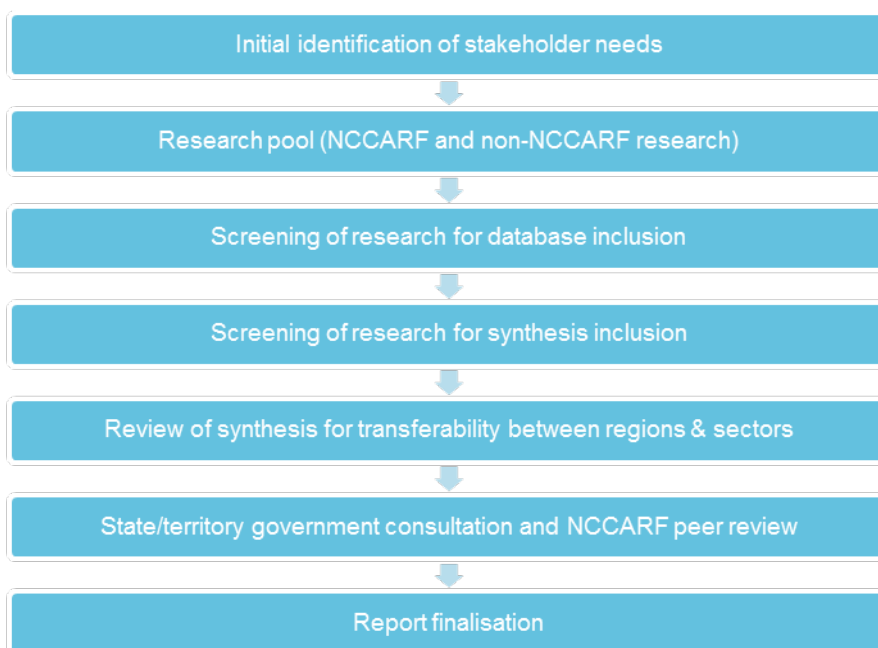 Initial identification of stakeholder needs
Research pool (NCCARF and non-NCCARF research)
Screening of research for database inclusion
Screening of research for synthesis inclusion
Review of synthesis for transferability between regions & sectors
State/territory government consultation and NCCARF peer review
Report finalisation